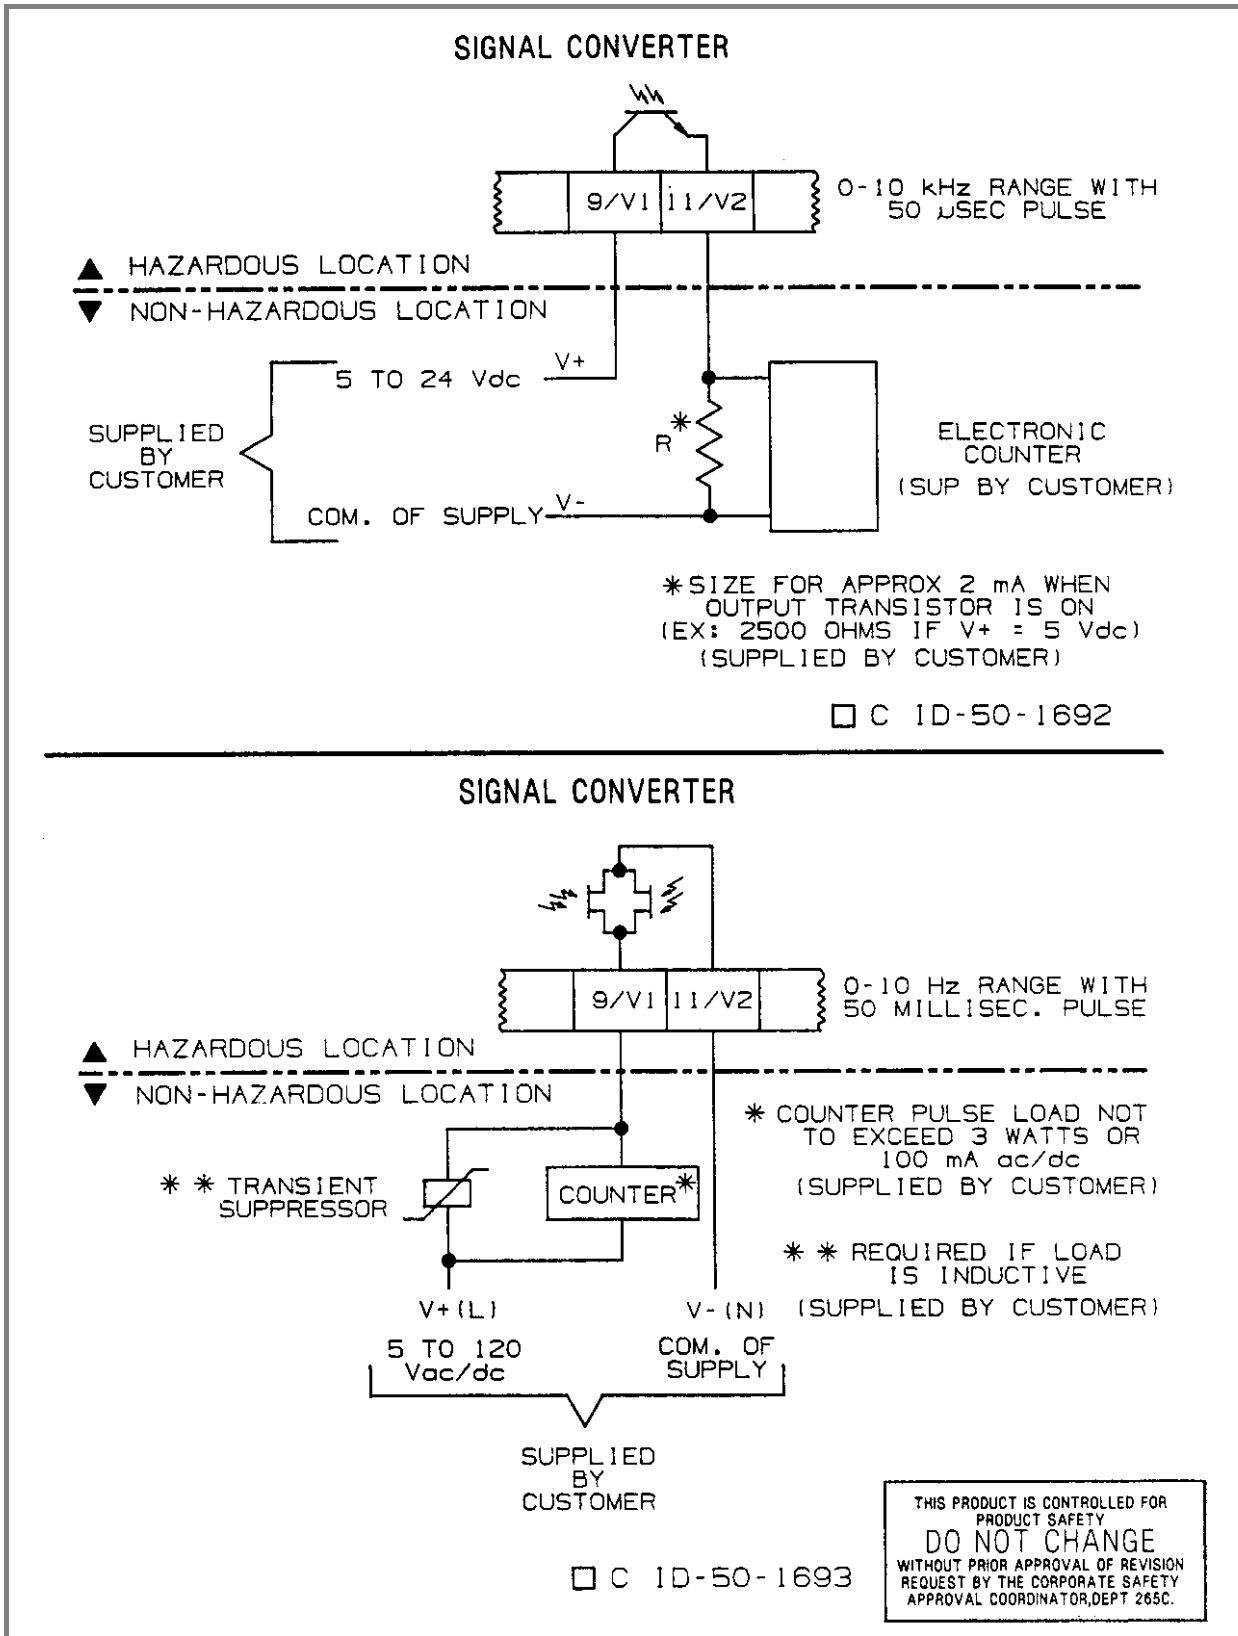 SIGNAL CONVERTER
9/V1
11/V2
0-10 kHz RANGE WITH
50 µSEC PULSE
▲ HAZARDOUS LOCATION
▼ NON-HAZARDOUS LOCATION
5 TO 24 Vdc
V+
SUPPLIED
BY
CUSTOMER
R*
ELECTRONIC
COUNTER
(SUP BY CUSTOMER)
COM. OF SUPPLY
V-
* SIZE FOR APPROX 2 mA WHEN
OUTPUT TRANSISTOR IS ON
(EX: 2500 OHMS IF V+ = 5 Vdc)
(SUPPLIED BY CUSTOMER)
□ C ID-50-1692
SIGNAL CONVERTER
9/V1
11/V2
0-10 Hz RANGE WITH
50 MILLISEC. PULSE
▲ HAZARDOUS LOCATION
▼ NON-HAZARDOUS LOCATION
* COUNTER PULSE LOAD NOT
TO EXCEED 3 WATTS OR
100 mA ac/dc
(SUPPLIED BY CUSTOMER)
* * TRANSIENT
SUPPRESSOR
COUNTER*
* * REQUIRED IF LOAD
IS INDUCTIVE
(SUPPLIED BY CUSTOMER)
V+(L)
5 TO 120
Vac/dc
V-(N)
COM. OF
SUPPLY
SUPPLIED
BY
CUSTOMER
□ C ID-50-1693
THIS PRODUCT IS CONTROLLED FOR
PRODUCT SAFETY
DO NOT CHANGE
WITHOUT PRIOR APPROVAL OF REVISION
REQUEST BY THE CORPORATE SAFETY
APPROVAL COORDINATOR,DEPT 265C.